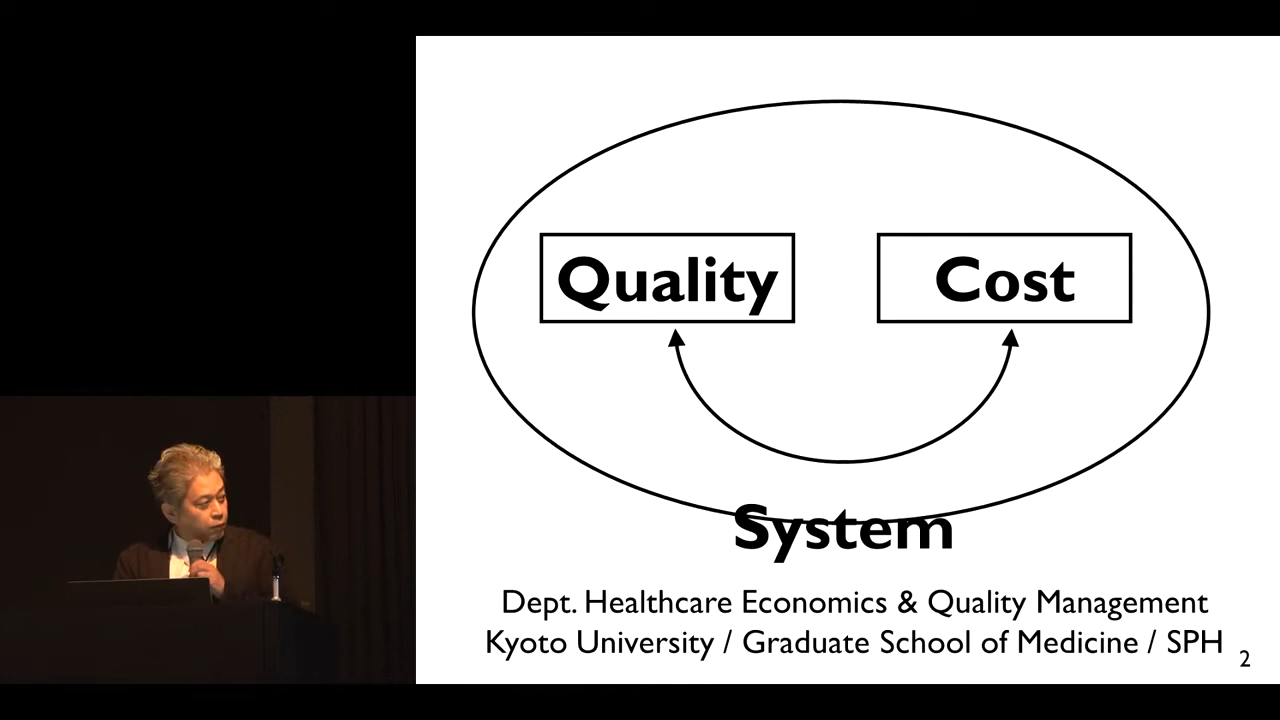 Quality
Cost
System
Dept. Healthcare Economics & Quality Management
Kyoto University / Graduate School of Medicine / SPH
2